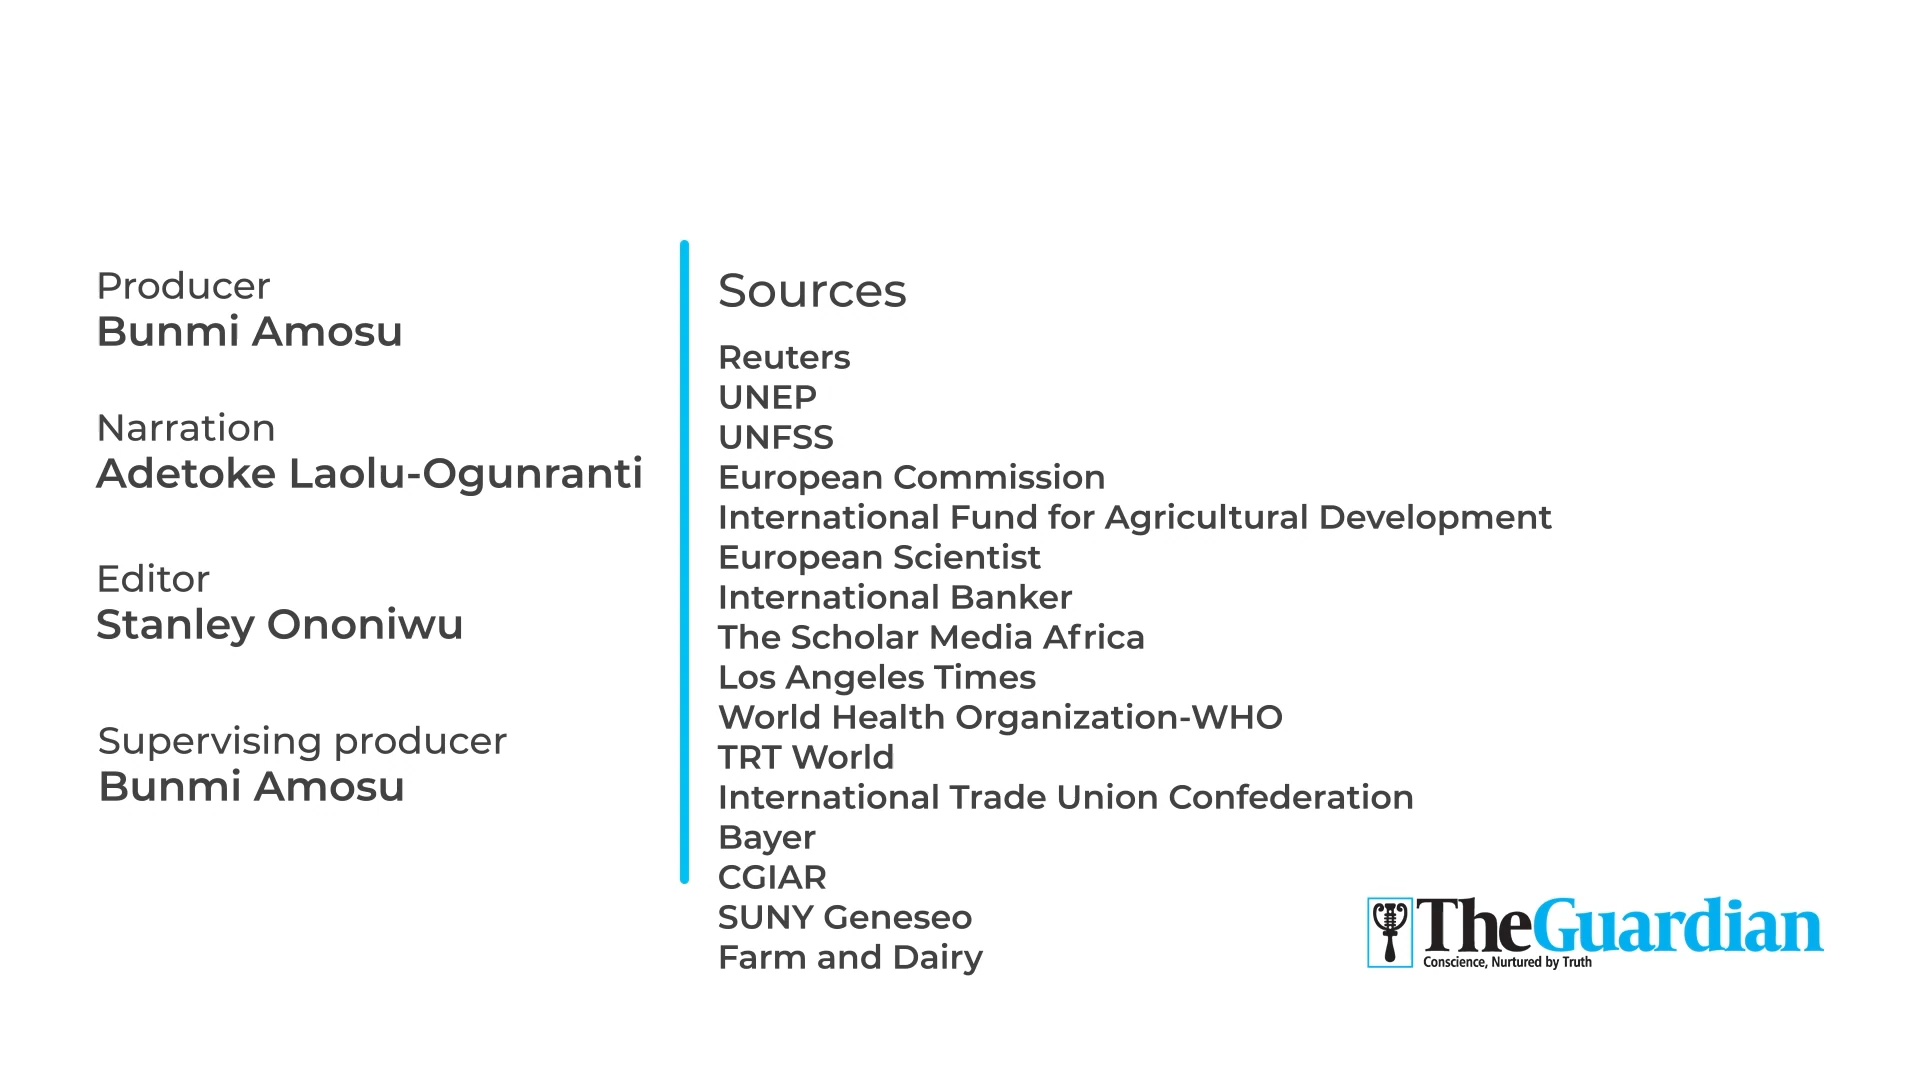 Producer
Bunmi Amosu
Narration
Adetoke Laolu-Ogunranti
Editor
Stanley Ononiwu
Supervising producer
Bunmi Amosu
Sources
Reuters
UNEP
UNFSS
European Commission
International Fund for Agricultural Development
European Scientist
International Banker
The Scholar Media Africa
Los Angeles Times
World Health Organization-WHO
TRT World
International Trade Union Confederation
Bayer
CGIAR
SUNY Geneseo
Farm and Dairy
TheGuardian
Conscience, Nurtured by Truth